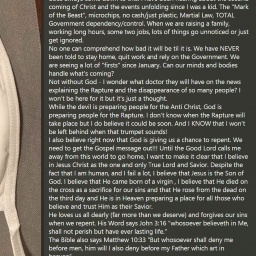 coming of Christ and the events unfolding since I was a kid. The "Mark
of the Beast", microchips, no cash/just plastic, Martial Law, TOTAL
Government dependency/control. When we are raising a family,
working long hours, some two jobs, lots of things go unnoticed or just
get ignored.
No one can comprehend how bad it will be til it is. We have NEVER
been told to stay home, quit work and rely on the Government. We
are seeing a lot of "firsts" since January. Can our minds and bodies
handle what's coming?
Not without God - I wonder what doctor they will have on the news
explaining the Rapture and the disappearance of so many people? I
won't be here for it but it's just a thought.
While the devil is preparing people for the Anti Christ, God is
preparing people for the Rapture. I don't know when the Rapture will
take place but I do believe it could be soon. And I KNOW that I won't
be left behind when that trumpet sounds!
I also believe right now that God is giving us a chance to repent. We
need to get the Gospel message out!!! Until the Good Lord calls me
away from this world to go home, I want to make it clear that I believe
in Jesus Christ as the one and only True Lord and Savior. Despite the
fact that I am human, and I fail a lot, I believe that Jesus is the Son of
God. I believe that He came born of a virgin , I believe that He died on
the cross as a sacrifice for our sins and that He rose from the dead on
the third day and He is in Heaven preparing a place for all those who
believe and trust Him as their Savior.
He loves us all dearly (far more than we deserve) and forgives our sins
when we repent. His Word says John 3:16 "whosoever believeth in Me,
shall not perish but have ever lasting life."
The Bible also says Matthew 10:33 "But whosoever shall deny me
before men, him will I also deny before my Father which art in